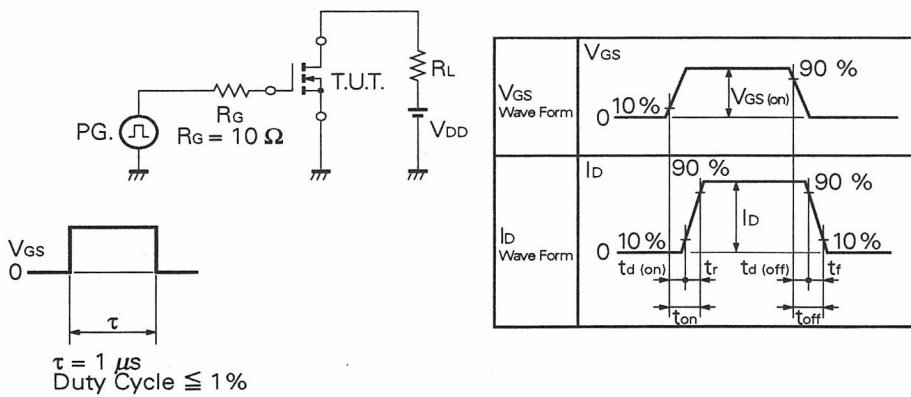 PG.
RG
RG = 10 Ω
T.U.T.
RL
VDD
VGS
0
τ
τ = 1 μs
Duty Cycle ≦ 1%
VGS
Wave Form
VGS
10 %
0
VGS (on)
90 %
ID
Wave Form
ID
90 %
10 %
0
ID
90 %
10 %
td (on)
tr
td (off)
tf
ton
toff